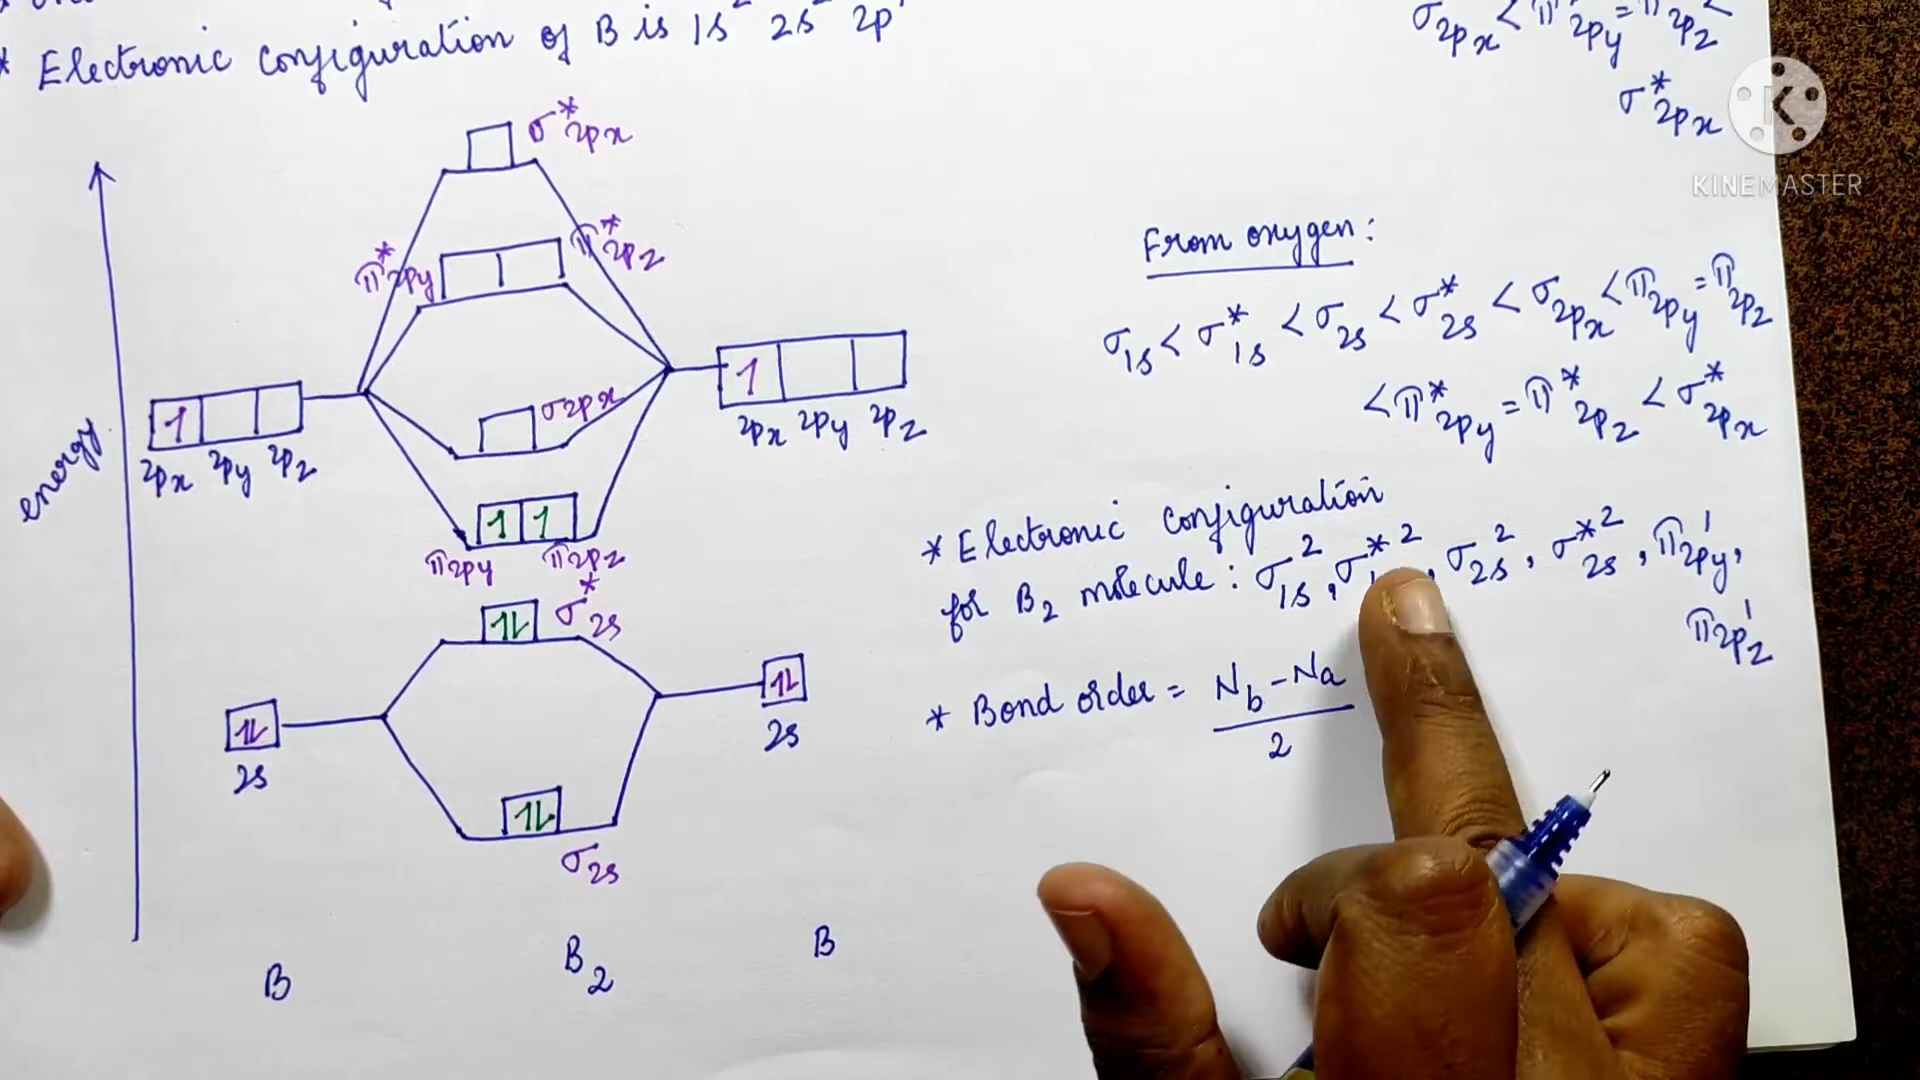 * Electronic configuration of B is 1s² 2s² 2p¹
σ2px < π2py = π2pz <
σ*2px
KINEMASTER
σ*2px
π*2py π*2pz
From oxygen:
σ1s < σ*1s < σ2s < σ*2s < σ2px < π2py = π2pz
< π*2py = π*2pz < σ*2px
energy
1
2px 2py 2pz
σ2px
1
2px 2py 2pz
1 1
π2py π2pz
* Electronic configuration
for B2 molecule : σ1s², σ*², σ2s², σ*2s², π2py¹,
π2pz¹
1L
σ*2s
* Bond order = Nb - Na
2
1L
2s
1L
2s
1L
σ2s
B
B2
B